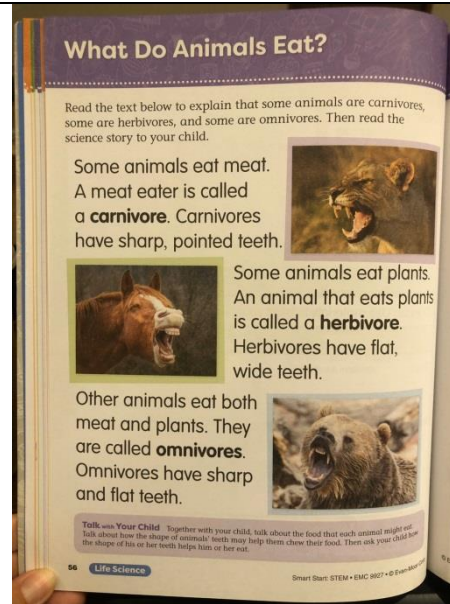 What Do Animals Eat?
Read the text below to explain that some animals are carnivores,
some are herbivores, and some are omnivores. Then read the
science story to your child.
Some animals eat meat.
A meat eater is called
a carnivore. Carnivores
have sharp, pointed teeth.
Some animals eat plants.
An animal that eats plants
is called a herbivore.
Herbivores have flat,
wide teeth.
Other animals eat both
meat and plants. They
are called omnivores.
Omnivores have sharp
and flat teeth.
Talk with Your Child Together with your child, talk about the food that each animal might eat.
Talk about how the shape of animals' teeth may help them chew their food. Then ask your child how
the shape of his or her teeth helps him or her eat.
56 Life Science
Smart Start: STEM • EMC 9927 • ©